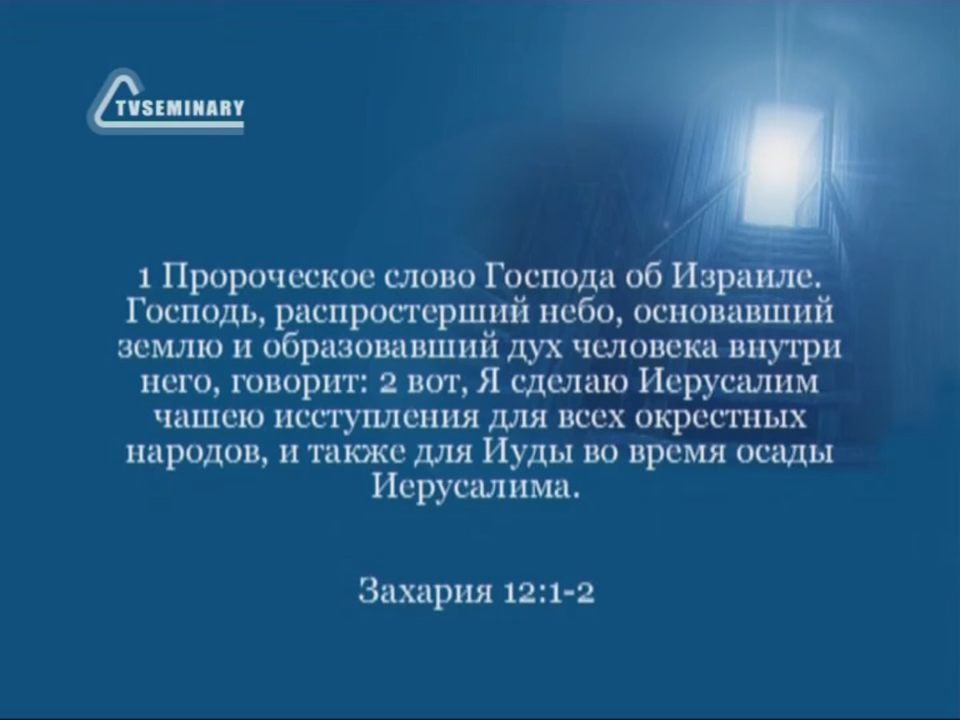 TVSEMINARY
1 Пророческое слово Господа об Израиле.
Господь, распростерший небо, основавший
землю и образовавший дух человека внутри
него, говорит: 2 вот, Я сделаю Иерусалим
чашею исступления для всех окрестных
народов, и также для Иуды во время осады
Иерусалима.
Захария 12:1-2